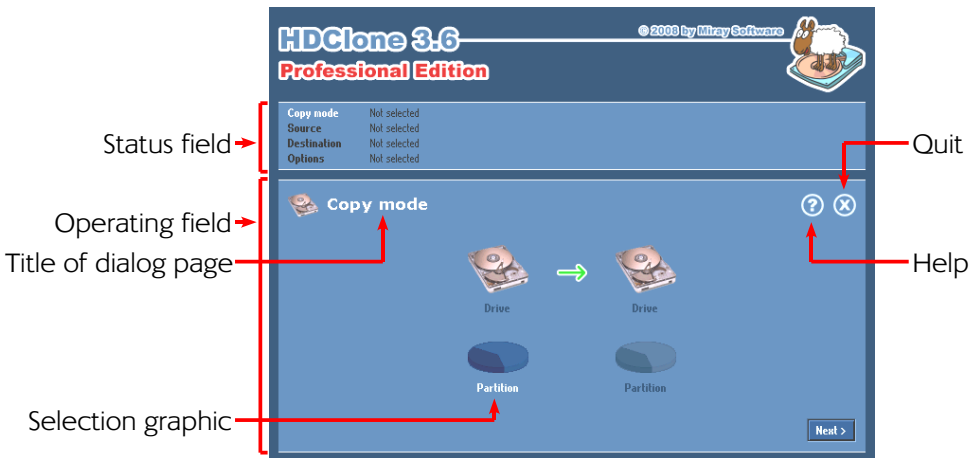 HDClone 3.6
© 2008 by Miray Software
Professional Edition
Copy mode Not selected
Source Not selected
Destination Not selected
Options Not selected
Status field
Quit
Copy mode
? X
Operating field
Title of dialog page
Help
Drive Drive
Partition Partition
Selection graphic
Next >